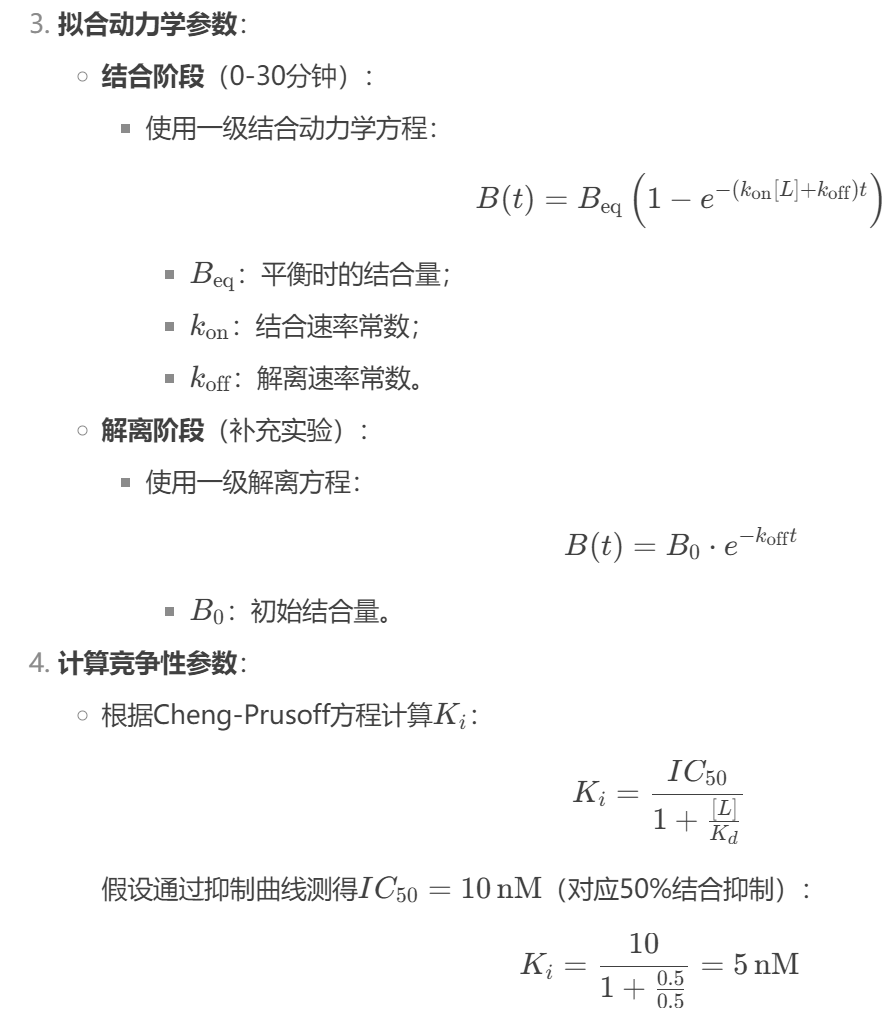 3. 拟合动力学参数：
○ 结合阶段（0-30分钟）：
■ 使用一级结合动力学方程：
$B(t) = B_{\text{eq}} \left(1 - e^{-(k_{\text{on}}[L]+k_{\text{off}})t}\right)$
■ $B_{\text{eq}}$：平衡时的结合量；
■ $k_{\text{on}}$：结合速率常数；
■ $k_{\text{off}}$：解离速率常数。
○ 解离阶段（补充实验）：
■ 使用一级解离方程：
$B(t) = B_0 \cdot e^{-k_{\text{off}}t}$
■ $B_0$：初始结合量。
4. 计算竞争性参数：
○ 根据Cheng-Prusoff方程计算$K_i$：
$K_i = \frac{IC_{50}}{1 + \frac{[L]}{K_d}}$
假设通过抑制曲线测得$IC_{50} = 10\,\text{nM}$（对应50%结合抑制）：
$K_i = \frac{10}{1 + \frac{0.5}{0.5}} = 5\,\text{nM}$